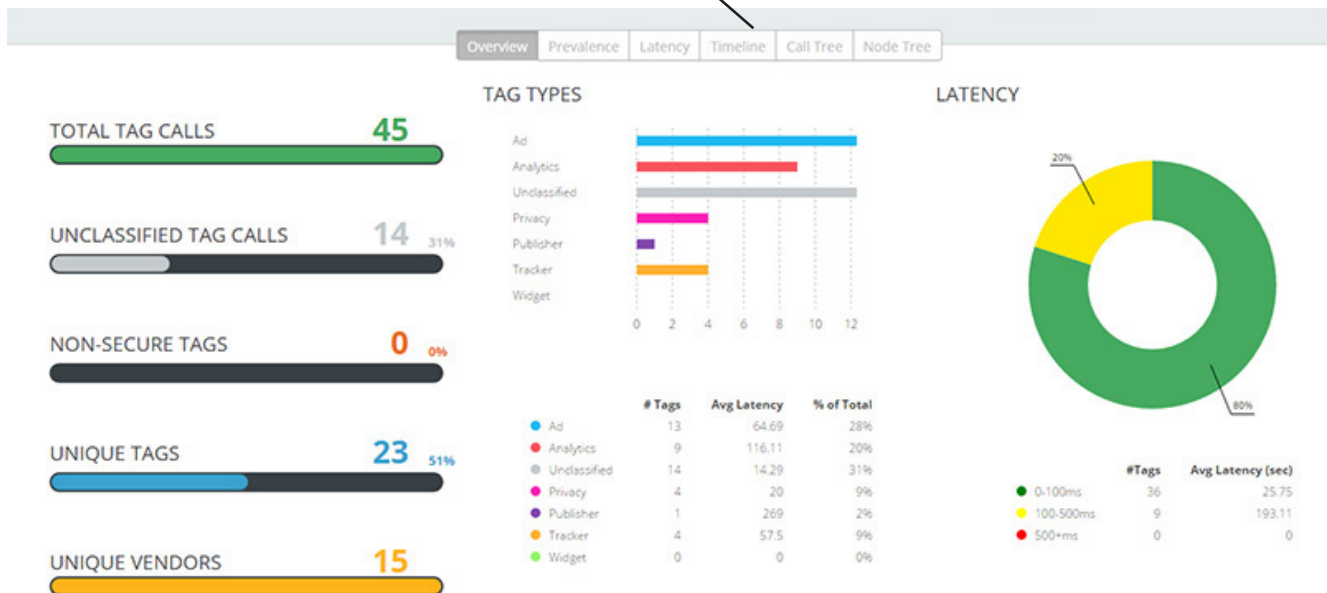 Overview Prevalence Latency Timeline Call Tree Node Tree
TOTAL TAG CALLS 45
UNCLASSIFIED TAG CALLS 14 31%
NON-SECURE TAGS 0 0%
UNIQUE TAGS 23 51%
UNIQUE VENDORS 15
TAG TYPES
Ad
Analytics
Unclassified
Privacy
Publisher
Tracker
Widget
0 2 4 6 8 10 12
# Tags Avg Latency % of Total
Ad 13 64.69 28%
Analytics 9 116.11 20%
Unclassified 14 14.29 31%
Privacy 4 20 9%
Publisher 1 269 2%
Tracker 4 57.5 9%
Widget 0 0 0%
LATENCY
20%
80%
#Tags Avg Latency (sec)
0-100ms 36 25.75
100-500ms 9 193.11
500+ms 0 0